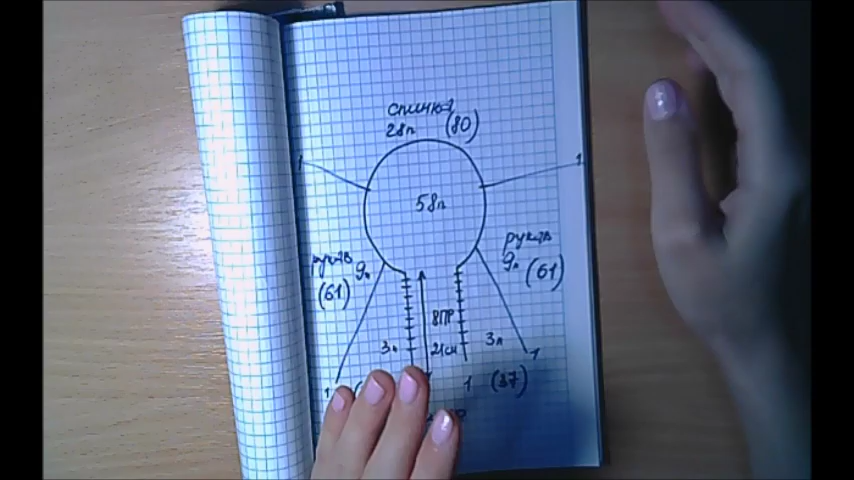 спинка
28п (80)
1
1
58п
рукав
9п
(61)
рукав
9п
(61)
8ПР
3п
21см
3п
1
1
1
(37)